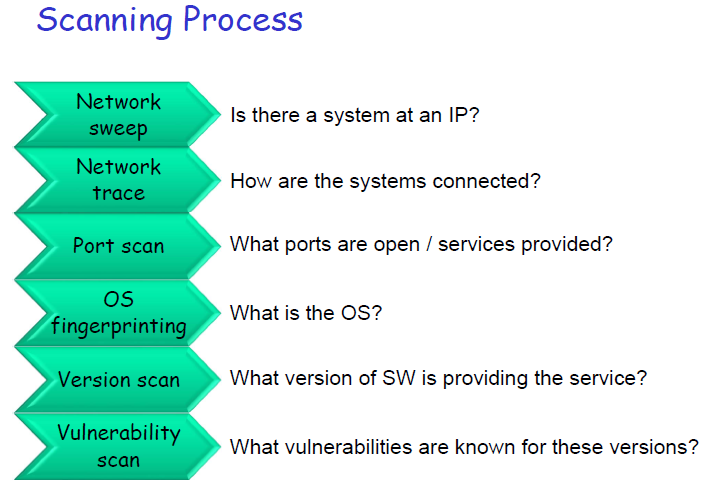 Scanning Process
Network
sweep
Is there a system at an IP?
Network
trace
How are the systems connected?
Port scan
What ports are open / services provided?
OS
fingerprinting
What is the OS?
Version scan
What version of SW is providing the service?
Vulnerability
scan
What vulnerabilities are known for these versions?